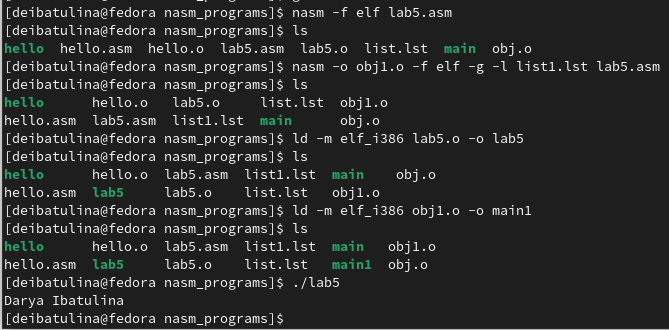 [deibatulina@fedora nasm_programs]$ nasm -f elf lab5.asm
[deibatulina@fedora nasm_programs]$ ls
hello  hello.asm  hello.o  lab5.asm  lab5.o  list.lst  main  obj.o
[deibatulina@fedora nasm_programs]$ nasm -o obj1.o -f elf -g -l list1.lst lab5.asm
[deibatulina@fedora nasm_programs]$ ls
hello      hello.o   lab5.o     list.lst  obj1.o
hello.asm  lab5.asm  list1.lst  main      obj.o
[deibatulina@fedora nasm_programs]$ ld -m elf_i386 lab5.o -o lab5
[deibatulina@fedora nasm_programs]$ ls
hello      hello.o  lab5.asm  list1.lst  main    obj.o
hello.asm  lab5     lab5.o    list.lst   obj1.o
[deibatulina@fedora nasm_programs]$ ld -m elf_i386 obj1.o -o main1
[deibatulina@fedora nasm_programs]$ ls
hello      hello.o  lab5.asm  list1.lst  main   obj1.o
hello.asm  lab5     lab5.o    list.lst   main1  obj.o
[deibatulina@fedora nasm_programs]$ ./lab5
Darya Ibatulina
[deibatulina@fedora nasm_programs]$